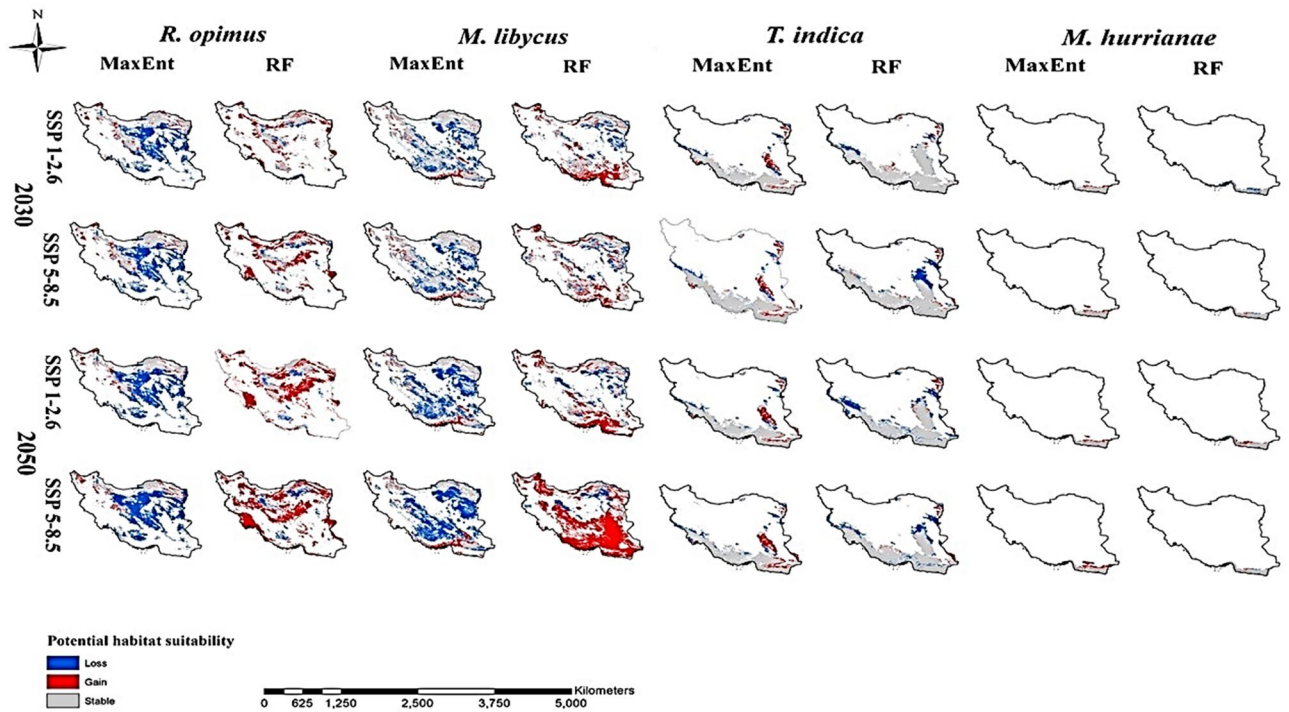 N
R. opimus M. libycus T. indica M. hurrianae
MaxEnt RF MaxEnt RF MaxEnt RF MaxEnt RF
2030
SSP 1-2.6
SSP 5-8.5
2050
SSP 1-2.6
SSP 5-8.5
Potential habitat suitability
Loss
Gain
Stable
Kilometers
0 625 1,250 2,500 3,750 5,000